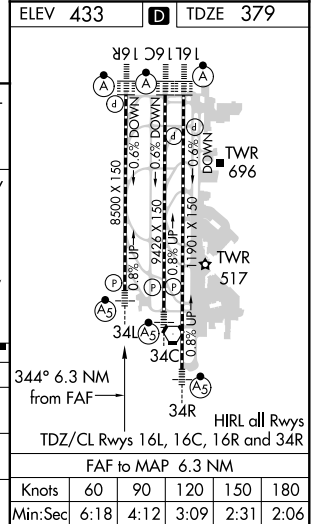 ELEV 433
D
TDZE 379
16R
16C
16L
A
A
A
P
P
P
0.6% DOWN
0.6% DOWN
0.6% DOWN
TWR
696
8500 X 150
9426 X 150
11901 X 150
0.8% UP
0.8% UP
0.8% UP
TWR
517
P
P
P
A5
34L
A5
34C
A5
34R
344° 6.3 NM
from FAF
HIRL all Rwys
TDZ/CL Rwys 16L, 16C, 16R and 34R
FAF to MAP 6.3 NM
Knots 60 90 120 150 180
Min:Sec 6:18 4:12 3:09 2:31 2:06